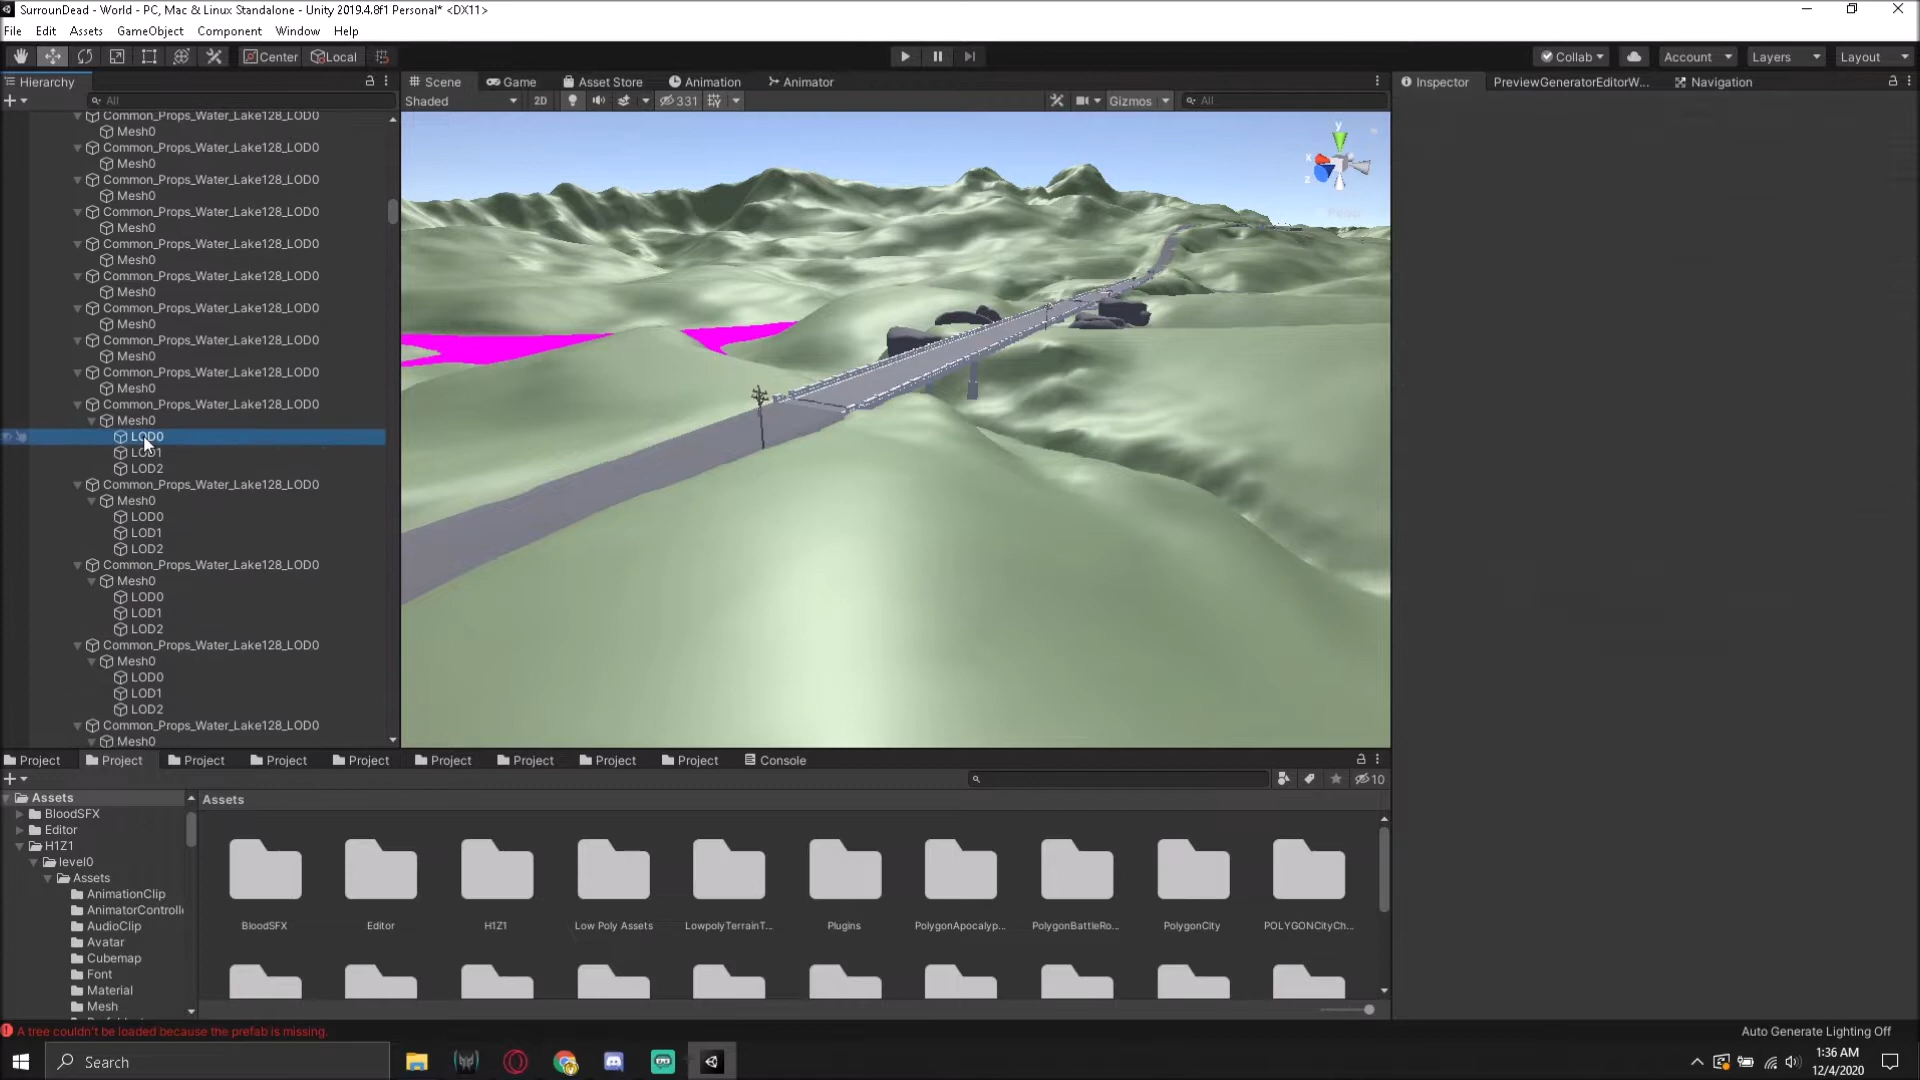 SurrounDead - World - PC, Mac & Linux Standalone - Unity 2019.4.8f1 Personal* <DX11>
File Edit Assets GameObject Component Window Help
Center Local Collab Account Layers Layout
Hierarchy Scene Game Asset Store Animation Animator Inspector PreviewGeneratorEditorW... Navigation
All Shaded 2D 331 Gizmos All
Common_Props_Water_Lake128_LOD0
Mesh0
Common_Props_Water_Lake128_LOD0
Mesh0
Common_Props_Water_Lake128_LOD0
Mesh0
Common_Props_Water_Lake128_LOD0
Mesh0
Common_Props_Water_Lake128_LOD0
Mesh0
Common_Props_Water_Lake128_LOD0
Mesh0
Common_Props_Water_Lake128_LOD0
Mesh0
Common_Props_Water_Lake128_LOD0
Mesh0
Common_Props_Water_Lake128_LOD0
Mesh0
Common_Props_Water_Lake128_LOD0
Mesh0
LOD0
LOD1
LOD2
Common_Props_Water_Lake128_LOD0
Mesh0
LOD0
LOD1
LOD2
Common_Props_Water_Lake128_LOD0
Mesh0
LOD0
LOD1
LOD2
Common_Props_Water_Lake128_LOD0
Mesh0
LOD0
LOD1
LOD2
Common_Props_Water_Lake128_LOD0
Mesh0
y
x
z
Persp
Project Project Project Project Project Project Project Project Project Console
10
Assets
BloodSFX
Editor
H1Z1
level0
Assets
AnimationClip
AnimatorControlle
AudioClip
Avatar
Cubemap
Font
Material
Mesh
Assets
BloodSFX Editor H1Z1 Low Poly Assets LowpolyTerrainT... Plugins PolygonApocalyp... PolygonBattleRo... PolygonCity POLYGONCityCh...
A tree couldn't be loaded because the prefab is missing.
Auto Generate Lighting Off
Search
1:36 AM
12/4/2020